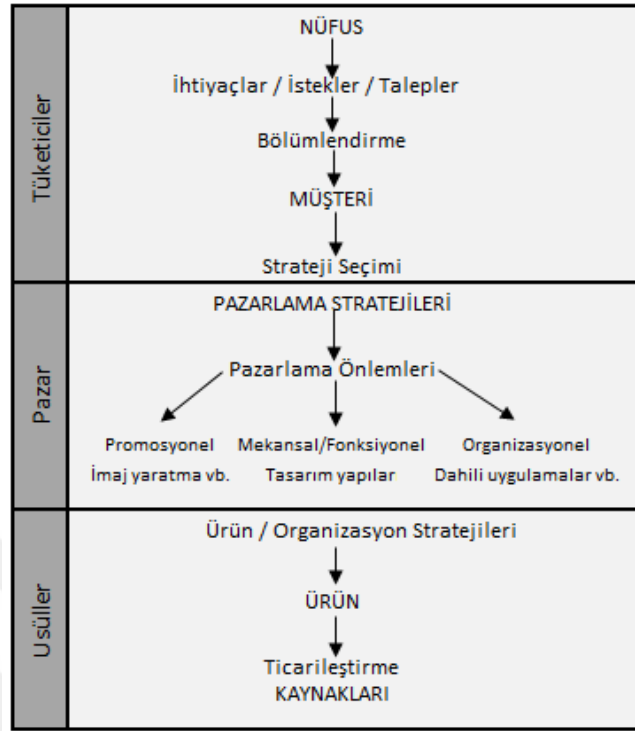 Tüketiciler
NÜFUS
İhtiyaçlar / İstekler / Talepler
Bölümlendirme
MÜŞTERİ
Strateji Seçimi
Pazar
PAZARLAMA STRATEJİLERİ
Pazarlama Önlemleri
Promosyonel
İmaj yaratma vb.
Mekansal/Fonksiyonel
Tasarım yapılar
Organizasyonel
Dahili uygulamalar vb.
Usüller
Ürün / Organizasyon Stratejileri
ÜRÜN
Ticarileştirme
KAYNAKLARI